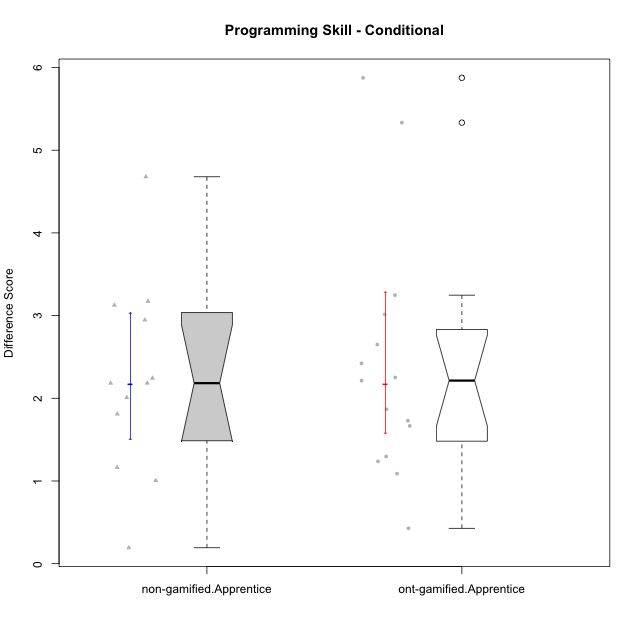 Programming Skill - Conditional
6
5
4
3
2
1
0
Difference Score
non-gamified.Apprentice
ont-gamified.Apprentice